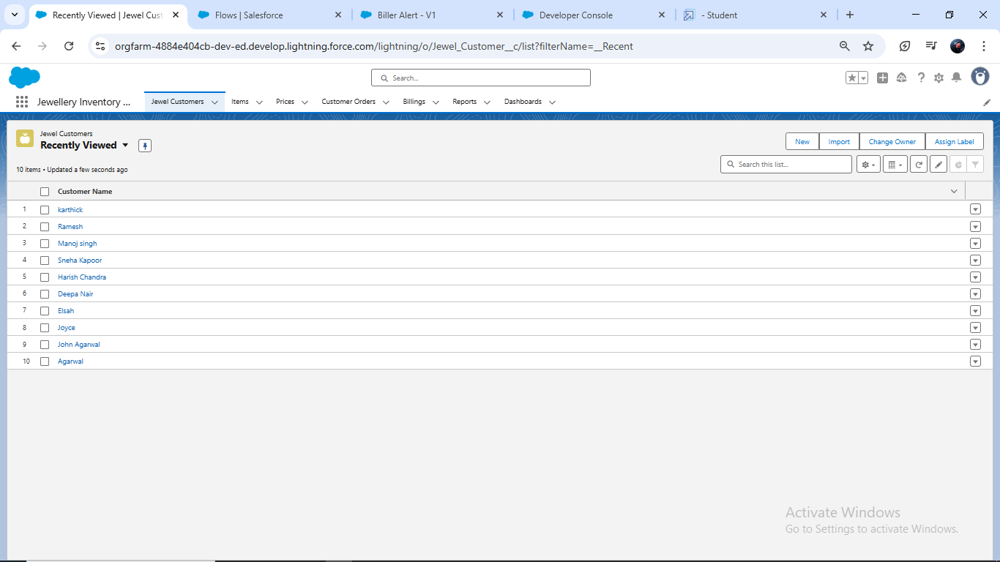 Recently Viewed | Jewel Cust
Flows | Salesforce
Biller Alert - V1
Developer Console
- Student
orgfarm-4884e404cb-dev-ed.develop.lightning.force.com/lightning/o/Jewel_Customer__c/list?filterName=__Recent
Search...
Jewellery Inventory ...
Jewel Customers
Items
Prices
Customer Orders
Billings
Reports
Dashboards
Jewel Customers
Recently Viewed
New
Import
Change Owner
Assign Label
10 items • Updated a few seconds ago
Search this list...
Customer Name
1 karthick
2 Ramesh
3 Manoj singh
4 Sneha Kapoor
5 Harish Chandra
6 Deepa Nair
7 Elsah
8 Joyce
9 John Agarwal
10 Agarwal
Activate Windows
Go to Settings to activate Windows.